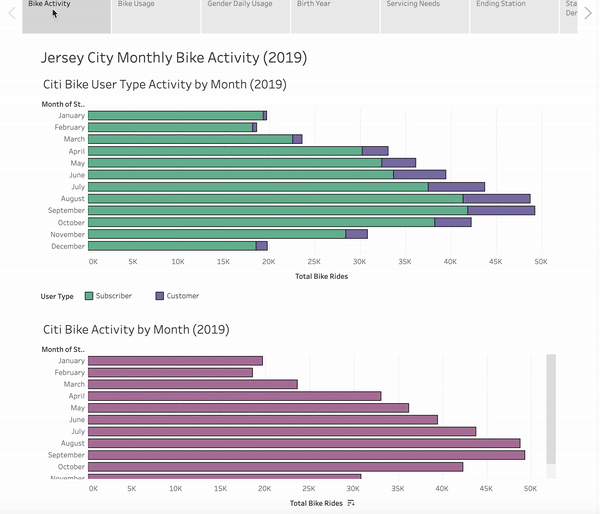 Bike Activity Bike Usage Gender Daily Usage Birth Year Servicing Needs Ending Station Sta
Der
Jersey City Monthly Bike Activity (2019)
Citi Bike User Type Activity by Month (2019)
Month of St..
January
February
March
April
May
June
July
August
September
October
November
December
0K 5K 10K 15K 20K 25K 30K 35K 40K 45K 50K
Total Bike Rides
User Type Subscriber Customer
Citi Bike Activity by Month (2019)
Month of St..
January
February
March
April
May
June
July
August
September
October
November
0K 5K 10K 15K 20K 25K 30K 35K 40K 45K 50K
Total Bike Rides